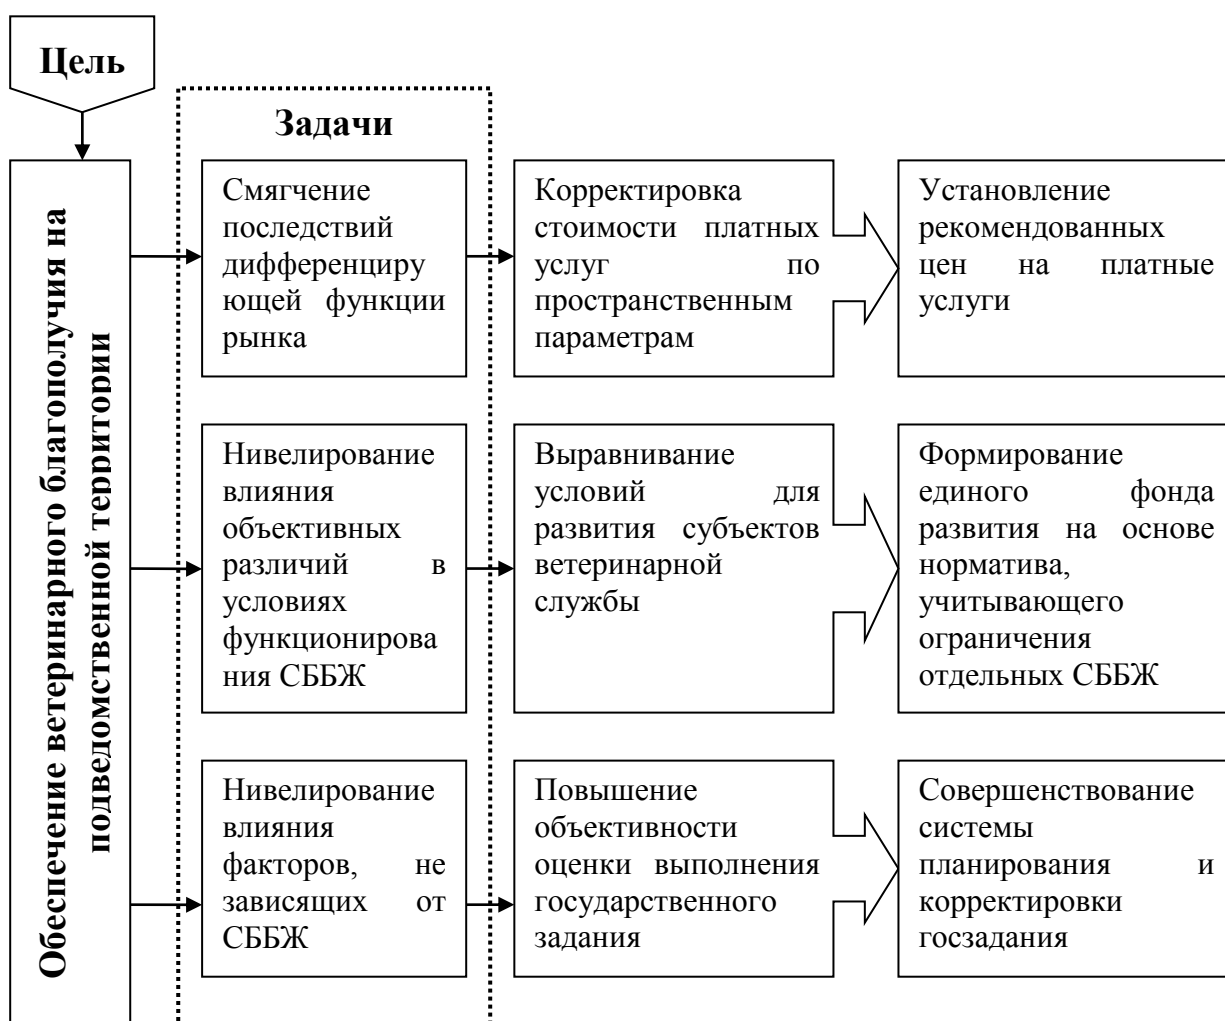 Цель
Обеспечение ветеринарного благополучия на
подведомственной территории
Задачи
Смягчение
последствий
дифференциру
ющей функции
рынка
Корректировка
стоимости платных
услуг по
пространственным
параметрам
Установление
рекомендованных
цен на платные
услуги
Нивелирование
влияния
объективных
различий в
условиях
функционирова
ния СББЖ
Выравнивание
условий для
развития субъектов
ветеринарной
службы
Формирование
единого фонда
развития на основе
норматива,
учитывающего
ограничения
отдельных СББЖ
Нивелирование
влияния
факторов, не
зависящих от
СББЖ
Повышение
объективности
оценки выполнения
государственного
задания
Совершенствование
системы
планирования и
корректировки
госзадания